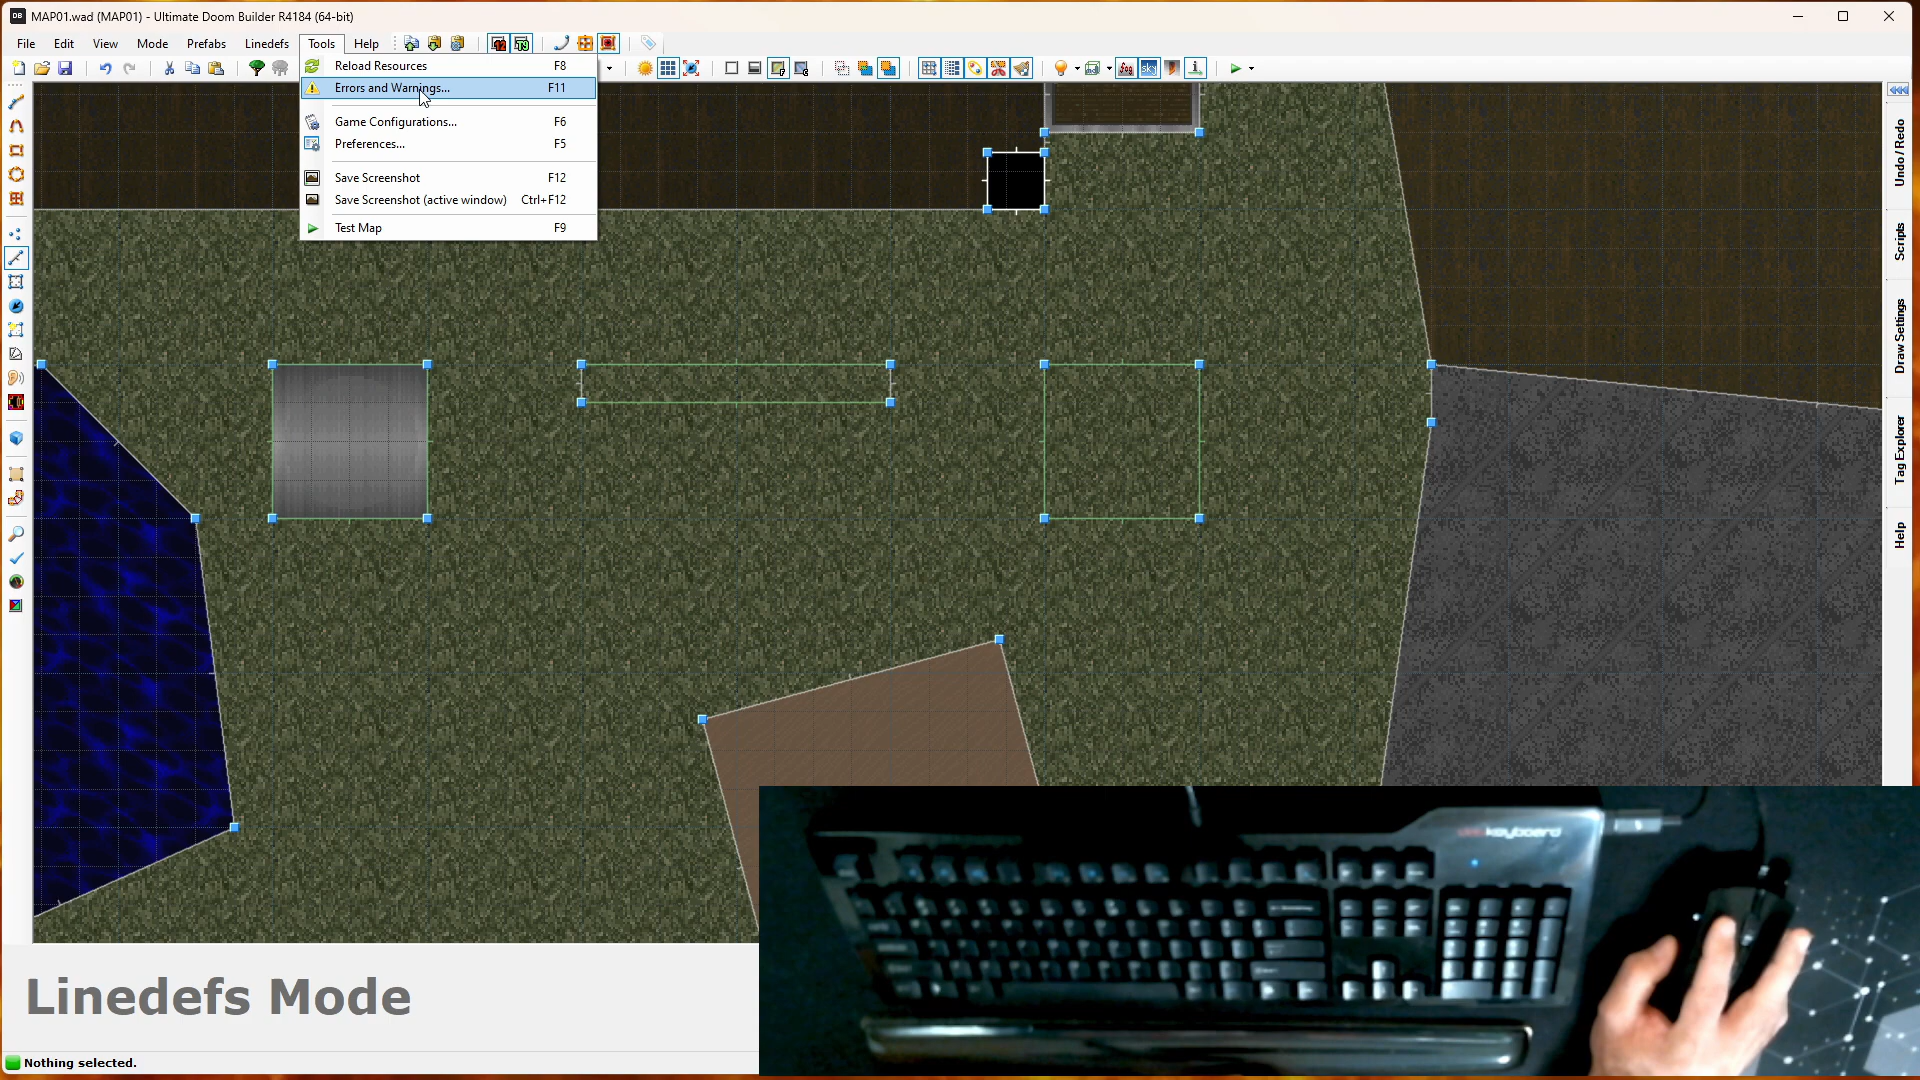 MAP01.wad (MAP01) - Ultimate Doom Builder R4184 (64-bit)
File Edit View Mode Prefabs Linedefs Tools Help
Reload Resources F8
Errors and Warnings... F11
Game Configurations... F6
Preferences... F5
Save Screenshot F12
Save Screenshot (active window) Ctrl+F12
Test Map F9
Undo / Redo
Scripts
Draw Settings
Tag Explorer
Help
Linedefs Mode
Nothing selected.